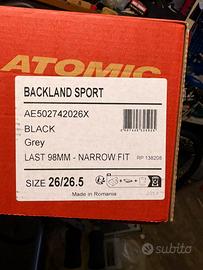 ATOMIC
BACKLAND SPORT
AE502742026X
BLACK
Grey
LAST 98MM - NARROW FIT
RP 138208
SIZE 26/26.5
Made in Romania
subito